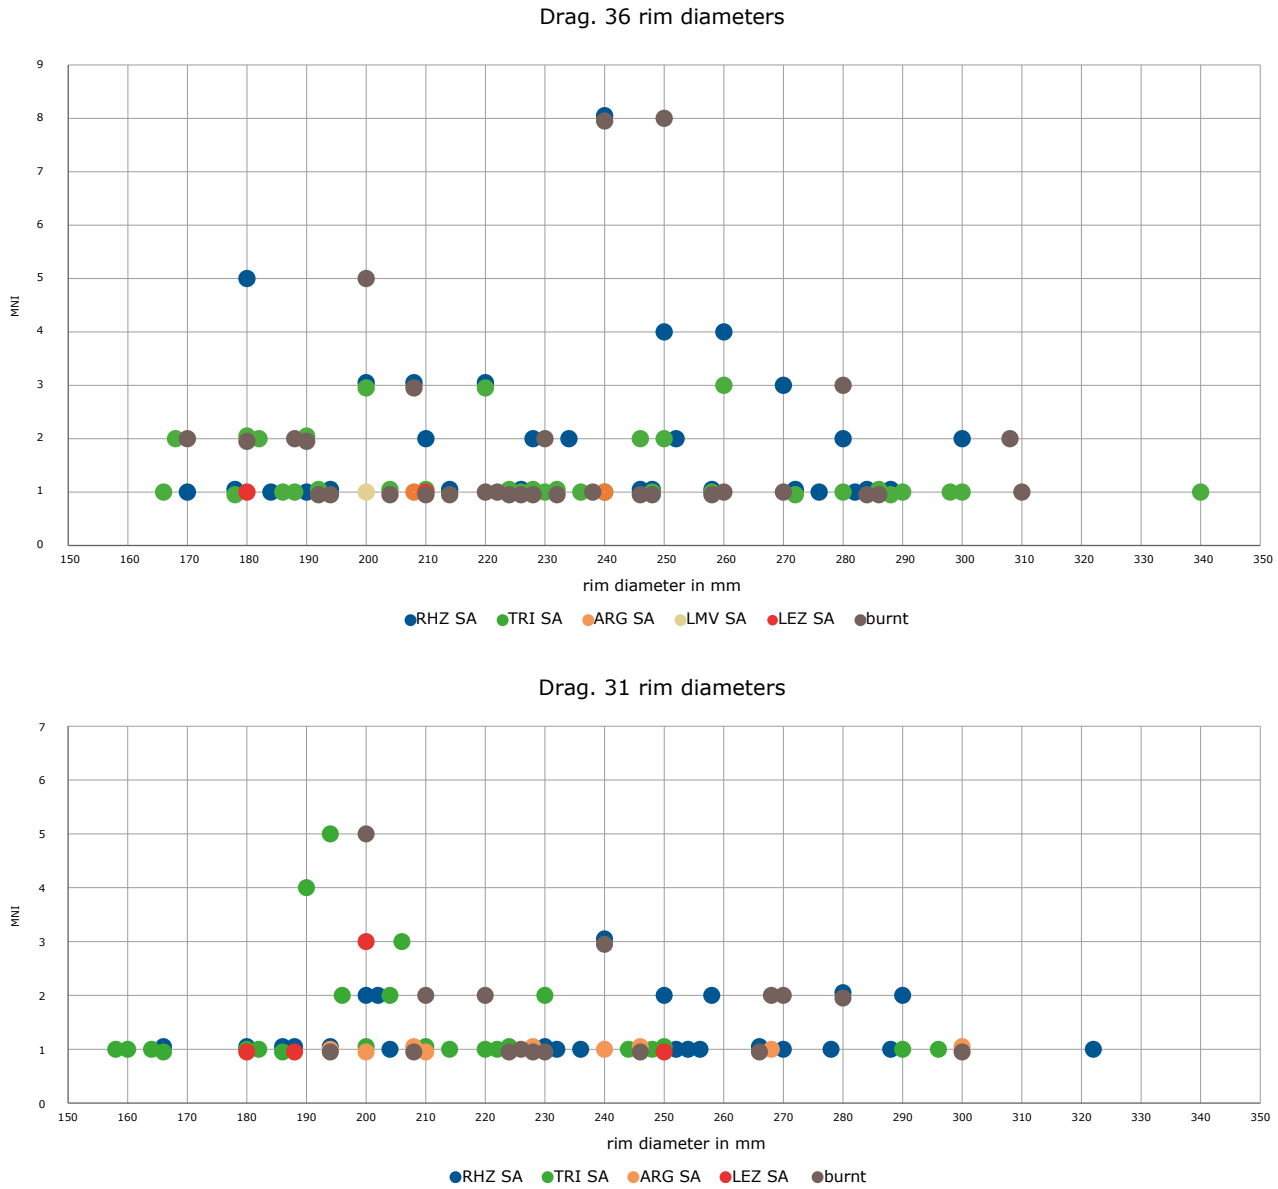 Drag. 36 rim diameters
9
8
7
6
5
4
3
2
1
0
MNI
150 160 170 180 190 200 210 220 230 240 250 260 270 280 290 300 310 320 330 340 350
rim diameter in mm
RHZ SA TRI SA ARG SA LMV SA LEZ SA burnt
Drag. 31 rim diameters
7
6
5
4
3
2
1
0
MNI
150 160 170 180 190 200 210 220 230 240 250 260 270 280 290 300 310 320 330 340 350
rim diameter in mm
RHZ SA TRI SA ARG SA LEZ SA burnt